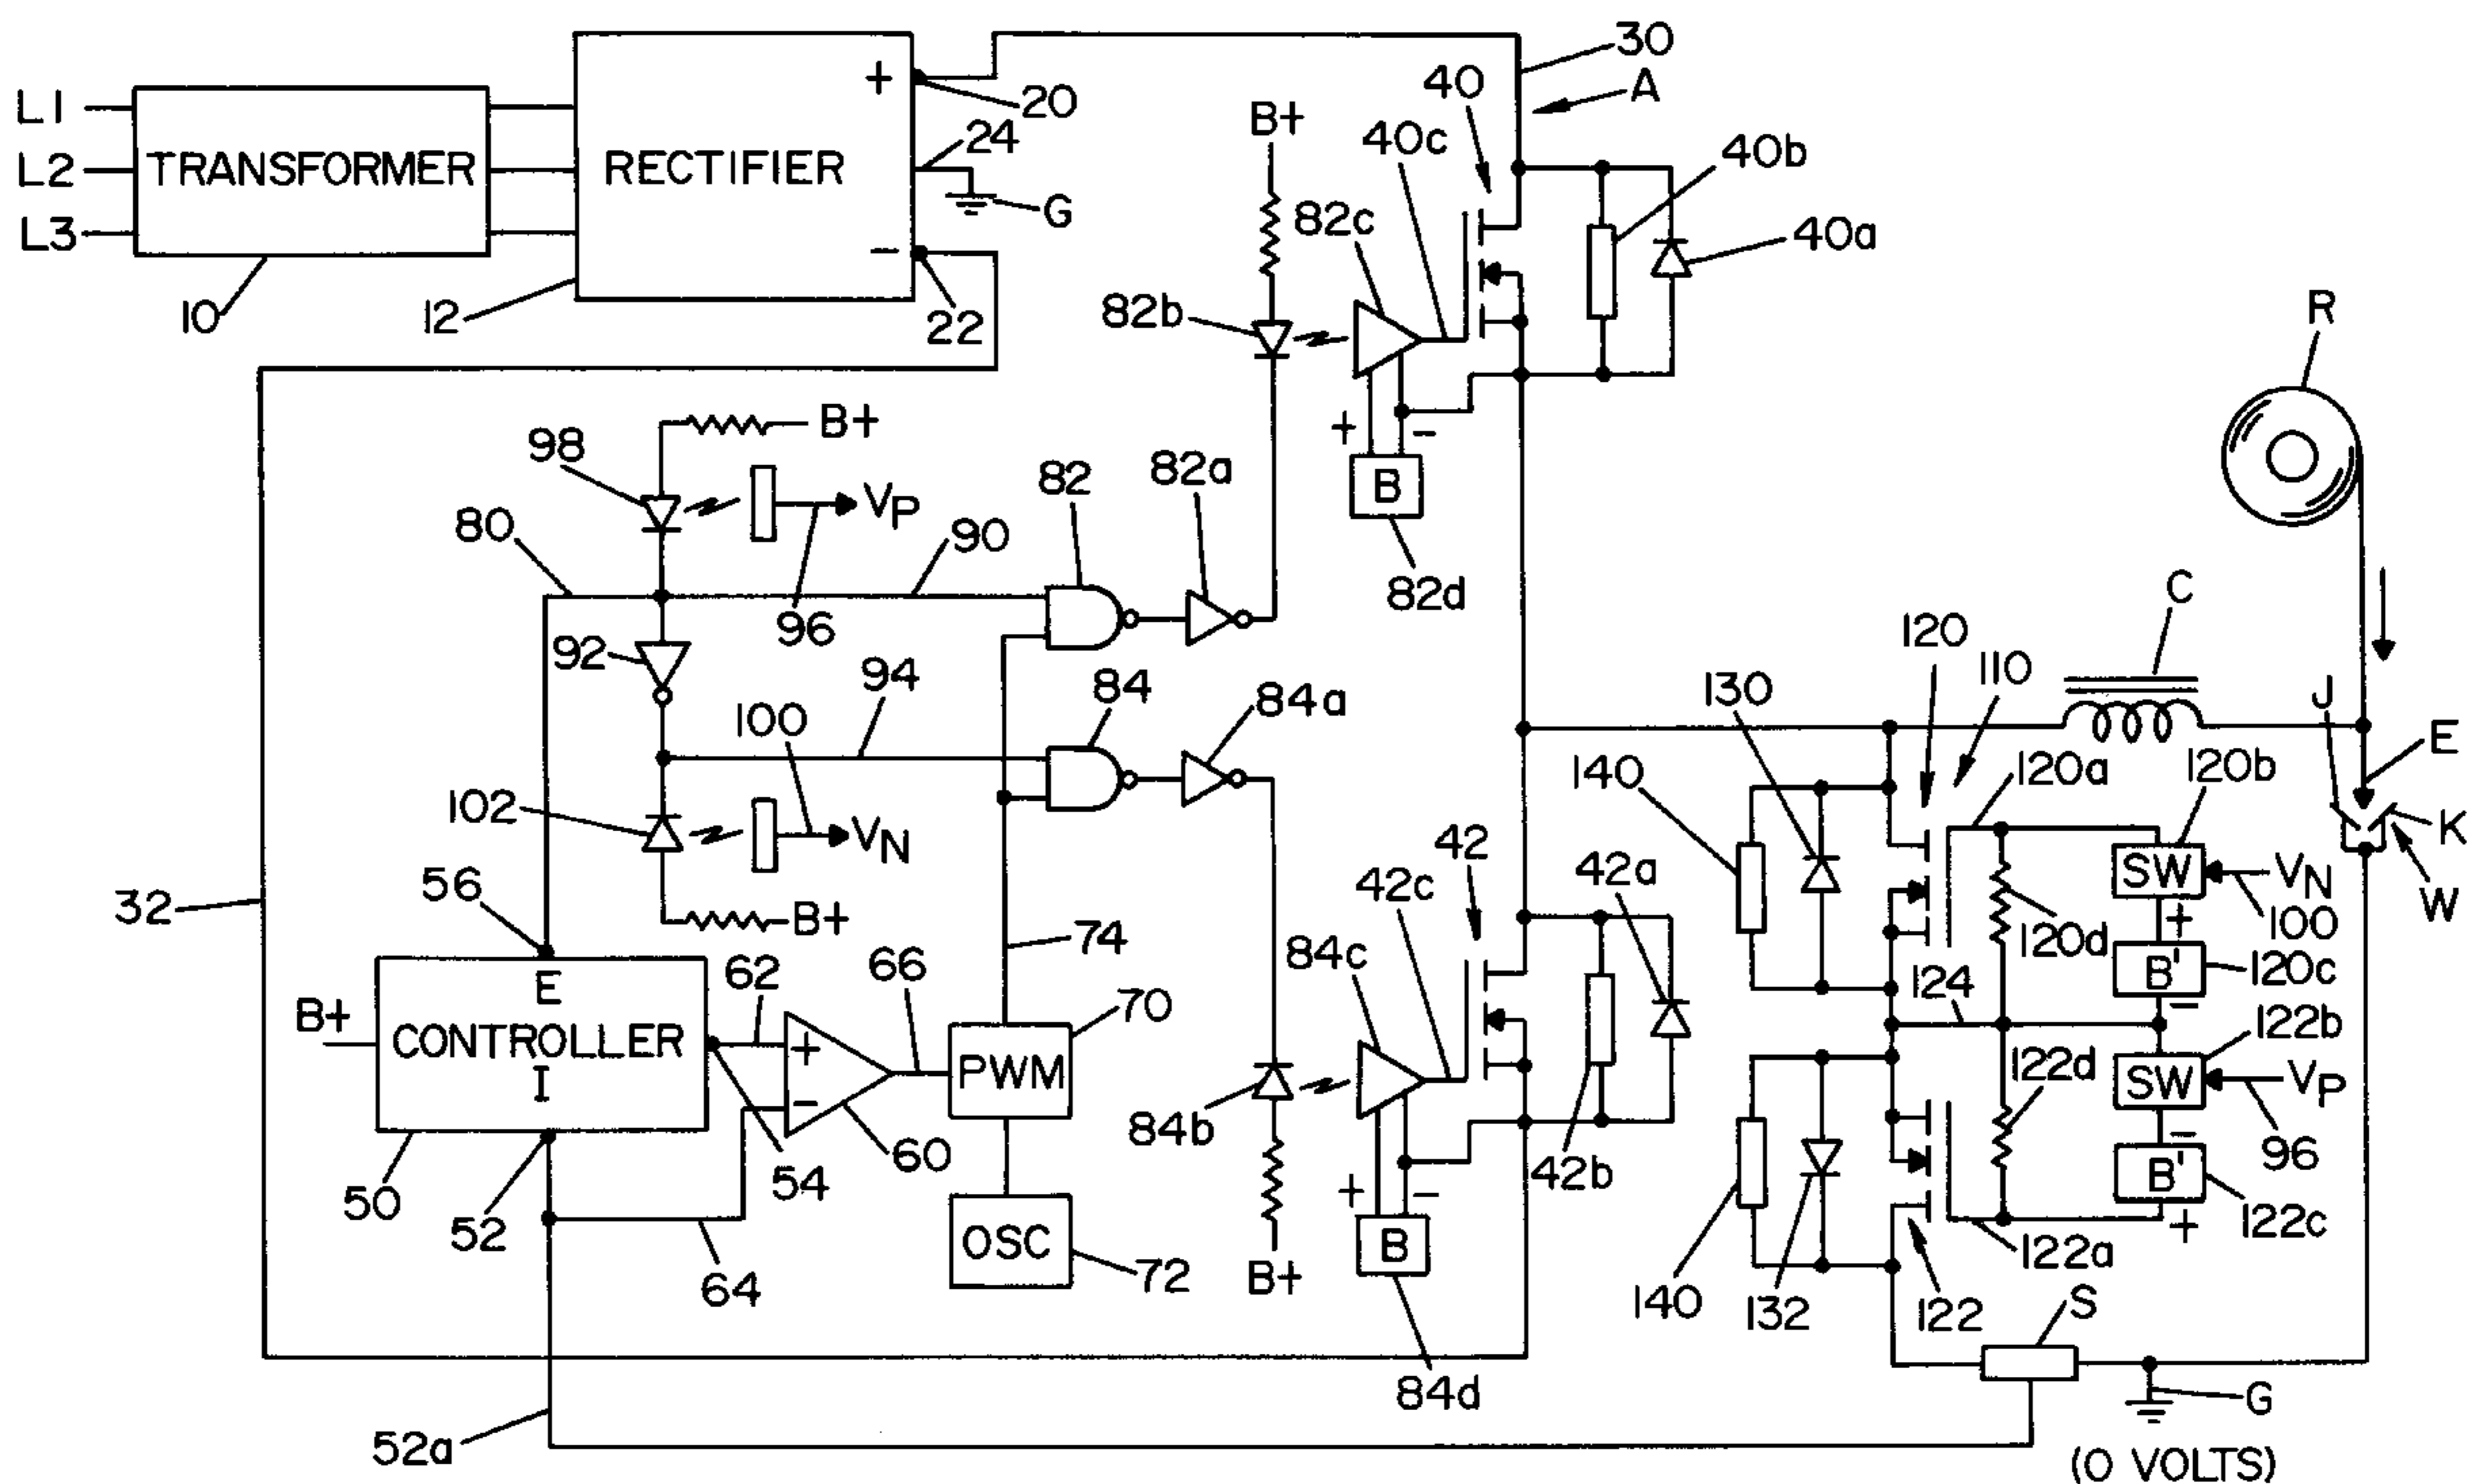 L1
L2
L3
TRANSFORMER
RECTIFIER
+
-
20
24
G
22
10
12
30
A
40
40c
40b
40a
B+
82c
82b
+
-
B
82d
R
B+
98
VP
96
80
90
82
82a
92
94
84
84a
100
102
VN
B+
32
56
E
CONTROLLER
I
B+
50
52
54
62
64
+
-
60
66
PWM
70
74
OSC
72
52a
84b
B+
84c
42c
42
42a
42b
+
-
B
84d
C
J
E
K
W
120
110
130
140
120a
120b
SW
VN
100
+
120d
B'
120c
-
124
122b
SW
VP
96
122d
-
B'
122c
+
122a
140
132
122
S
G
(0 VOLTS)